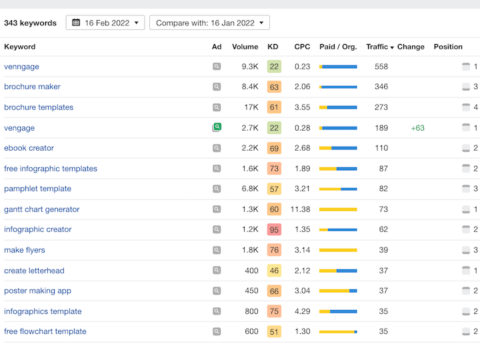 343 keywords 16 Feb 2022 Compare with: 16 Jan 2022
Keyword Ad Volume KD CPC Paid / Org. Traffic Change Position
venngage 9.3K 22 0.23 558 1
brochure maker 8.4K 63 2.06 346 3
brochure templates 17K 61 3.55 273 4
vengage 2.7K 22 0.28 189 +63 1
ebook creator 2.2K 69 2.68 110 2
free infographic templates 1.6K 73 1.89 87 2
pamphlet template 6.8K 57 3.21 82 3
gantt chart generator 1.3K 60 11.38 73 1
infographic creator 1.2K 95 1.35 62 2
make flyers 1.8K 76 3.14 39 3
create letterhead 400 46 2.12 37 1
poster making app 450 66 3.04 37 2
infographics template 800 75 4.29 35 2
free flowchart template 600 51 1.30 35 2